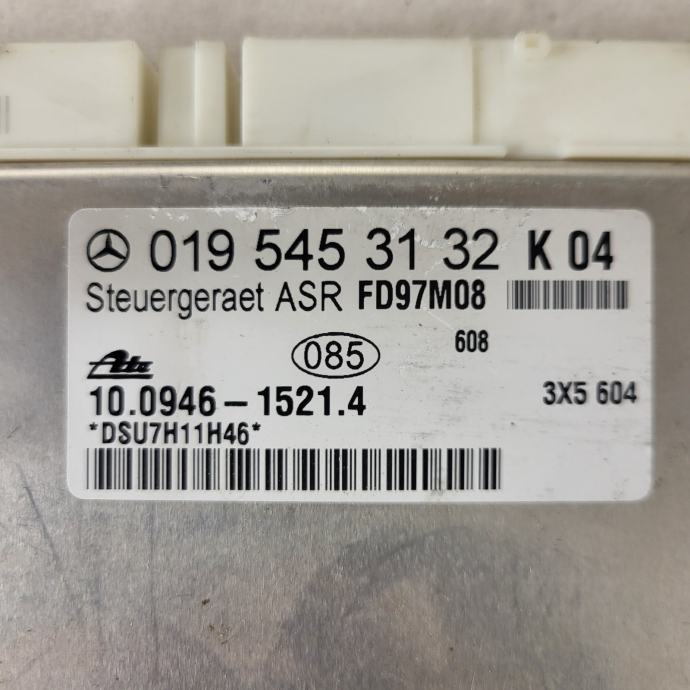 019 545 31 32 K 04
Steuergeraet ASR FD97M08
085
608
Ate
10.0946-1521.4
3X5 604
*DSU7H11H46*